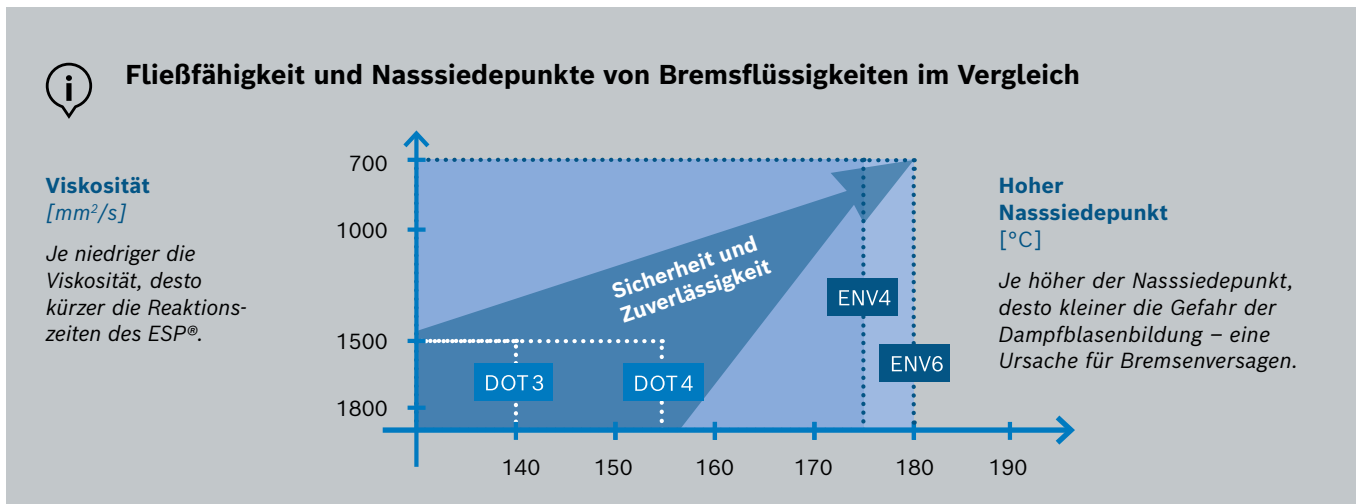 Fließfähigkeit und Nasssiedepunkte von Bremsflüssigkeiten im Vergleich
Viskosität
[mm²/s]
Je niedriger die
Viskosität, desto
kürzer die Reaktions-
zeiten des ESP®.
700
1000
1500
1800
Sicherheit und
Zuverlässigkeit
DOT 3
DOT 4
ENV4
ENV6
140
150
160
170
180
190
Hoher
Nasssiedepunkt
[°C]
Je höher der Nasssiedepunkt,
desto kleiner die Gefahr der
Dampfblasenbildung – eine
Ursache für Bremsenversagen.